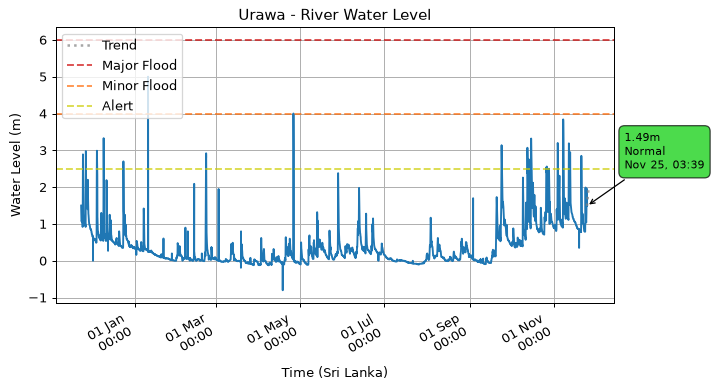 Urawa - River Water Level
Water Level (m)
6
5
4
3
2
1
0
−1
Trend
Major Flood
Minor Flood
Alert
1.49m
Normal
Nov 25, 03:39
01 Jan
00:00
01 Mar
00:00
01 May
00:00
01 Jul
00:00
01 Sep
00:00
01 Nov
00:00
Time (Sri Lanka)